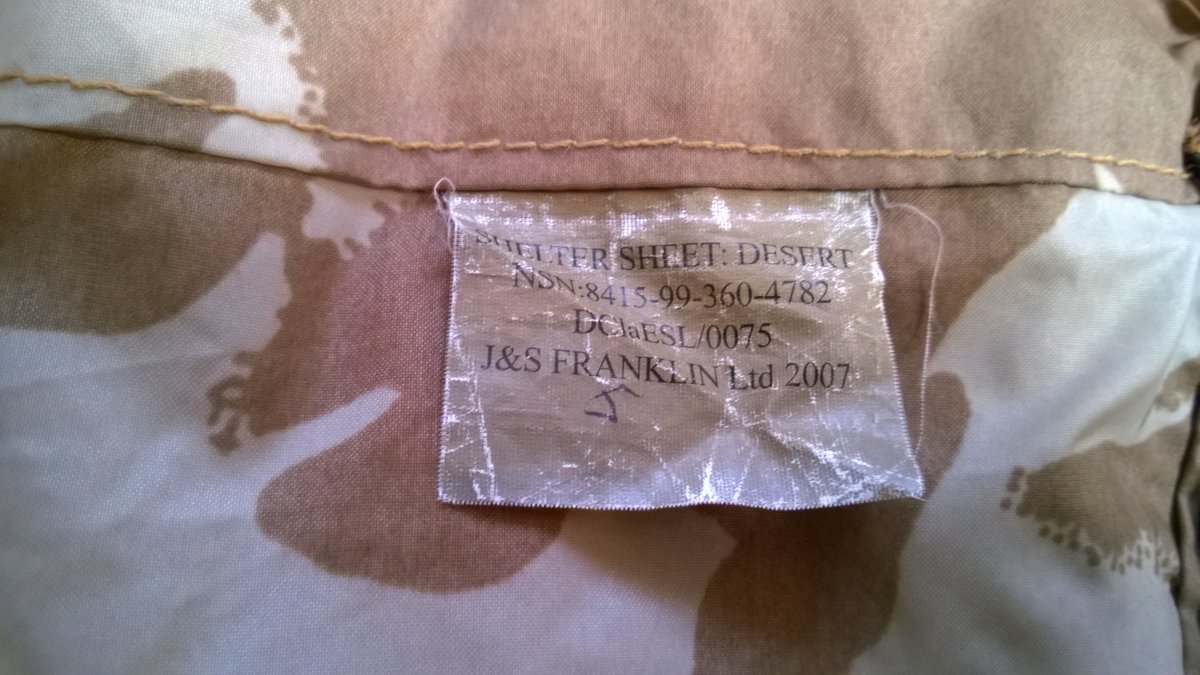 SHELTER SHEET: DESERT
NSN:8415-99-360-4782
DClaESL/0075
J&S FRANKLIN Ltd 2007